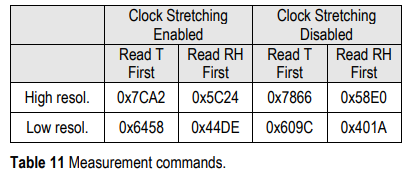 Clock Stretching Enabled Clock Stretching Disabled
Read T First Read RH First Read T First Read RH First
High resol. 0x7CA2 0x5C24 0x7866 0x58E0
Low resol. 0x6458 0x44DE 0x609C 0x401A
Table 11 Measurement commands.